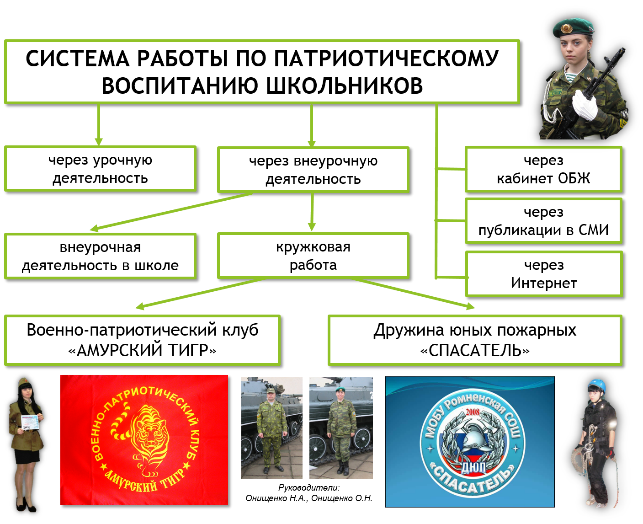 СИСТЕМА РАБОТЫ ПО ПАТРИОТИЧЕСКОМУ
ВОСПИТАНИЮ ШКОЛЬНИКОВ
через урочную
деятельность
через внеурочную
деятельность
через
кабинет ОБЖ
через
публикации в СМИ
через
Интернет
внеурочная
деятельность в школе
кружковая
работа
Военно-патриотический клуб
«АМУРСКИЙ ТИГР»
Дружина юных пожарных
«СПАСАТЕЛЬ»
ВОЕННО-ПАТРИОТИЧЕСКИЙ КЛУБ
АМУРСКИЙ ТИГР
Руководители:
Онищенко Н.А., Онищенко О.Н.
МОБУ Ромненская СОШ
2008
ДЮП
«СПАСАТЕЛЬ»